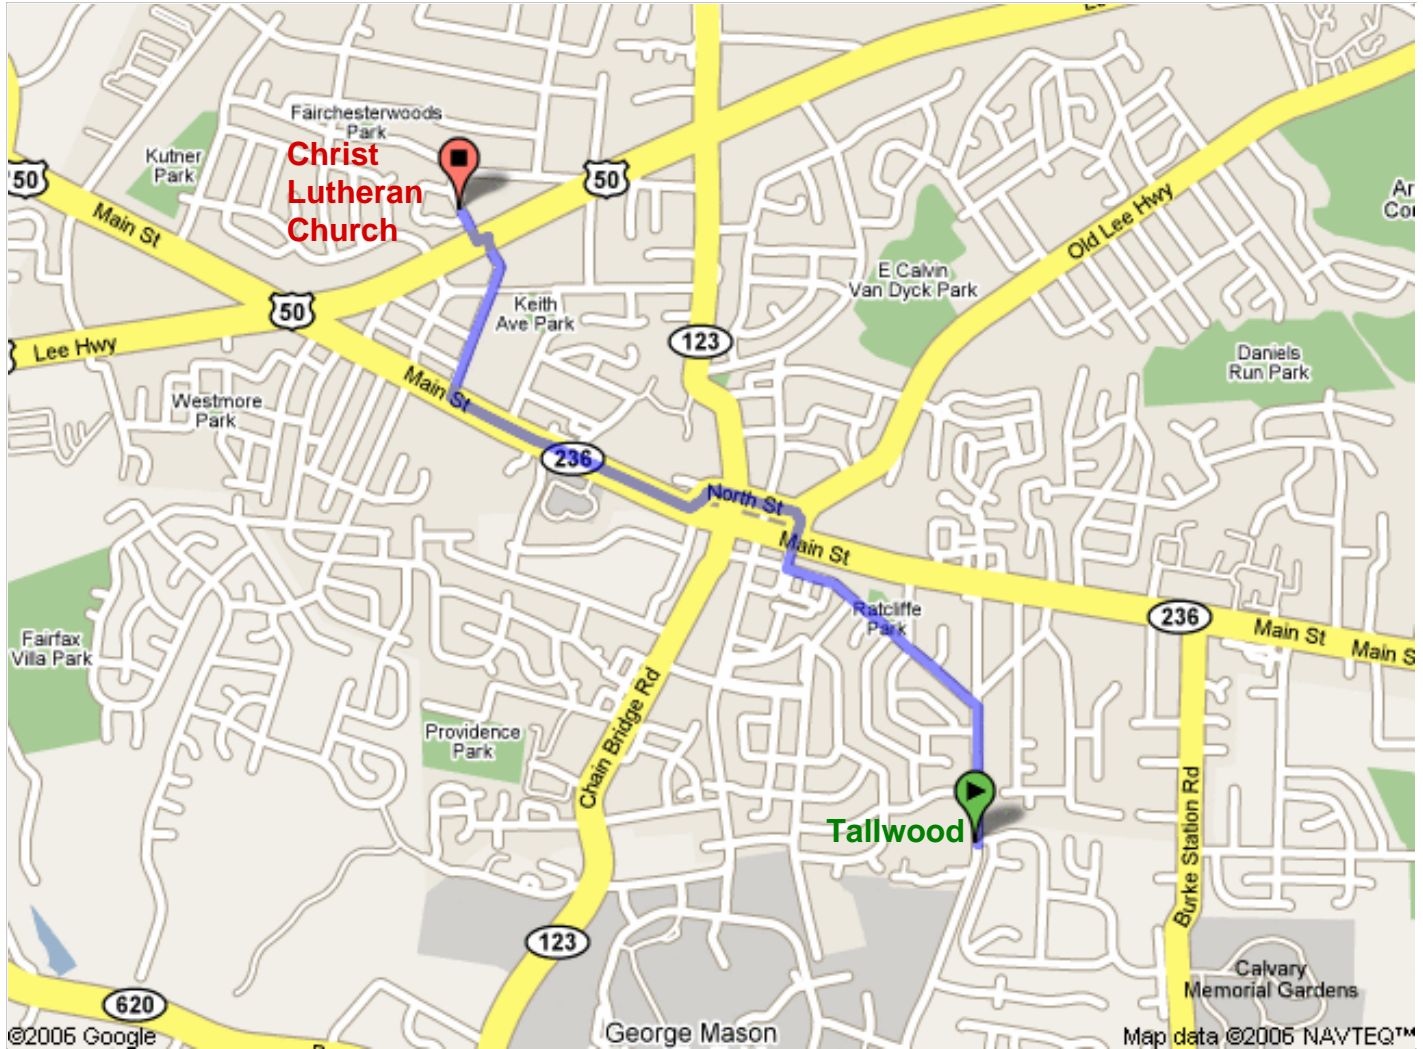 Fairchesterwoods
Park
Kutner
Park
Christ
Lutheran
Church
50
50
Main St
50
Lee Hwy
Keith
Ave Park
123
E Calvin
Van Dyck Park
Old Lee Hwy
Daniels
Run Park
Westmore
Park
Main St
236
North St
Main St
Ratcliffe
Park
236
Main St
Main S
Fairfax
Villa Park
Providence
Park
Chain Bridge Rd
Tallwood
Burke Station Rd
123
620
Calvary
Memorial Gardens
George Mason
©2006 Google
Map data ©2006 NAVTEQ™